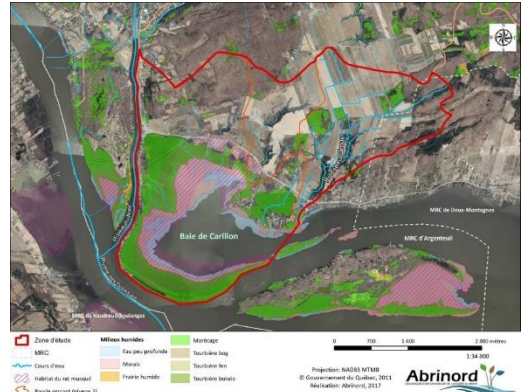 Baie de Carillon
MRC de Deux-Montagnes
MRC d'Argenteuil
MRC de Vaudreuil-Soulanges
Zone d'étude
MRC
Cours d'eau
Habitat du rat musqué
Milieux humides
Eau peu profonde
Marais
Prairie humide
Marécage
Tourbière bog
Tourbière fen
Tourbière boisée
0 700 1 400 2 800 mètres
1:34 600
Projection: NAD83 MTM8
© Gouvernement du Québec, 2011
Réalisation: Abrinord, 2017
Abrinord